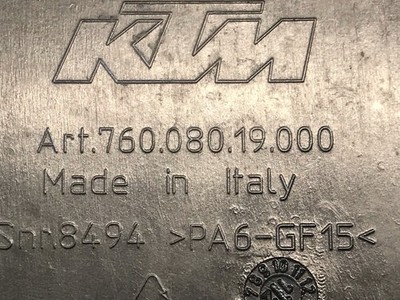 KTM
Art.760.080.19.000
Made in Italy
Snr.8494 >PA6-GF15<